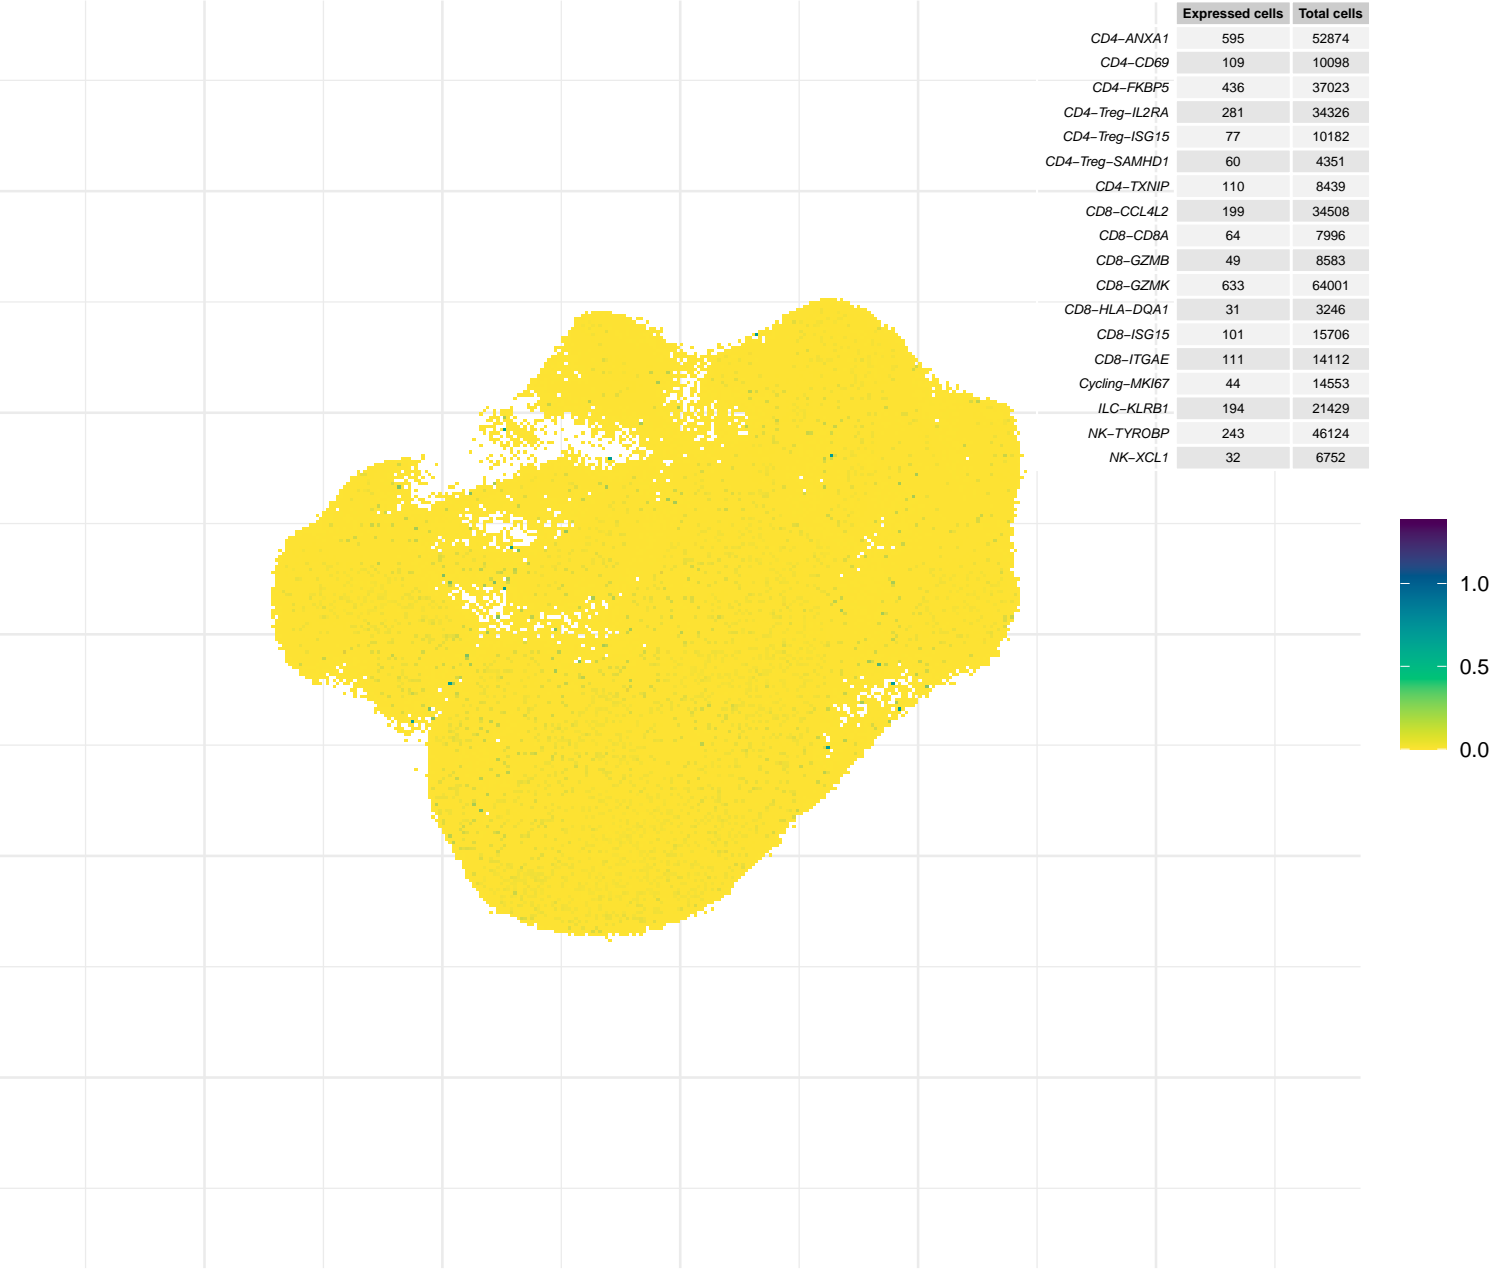 Expressed cells Total cells
CD4−ANXA1 595 52874
CD4−CD69 109 10098
CD4−FKBP5 436 37023
CD4−Treg−IL2RA 281 34326
CD4−Treg−ISG15 77 10182
CD4−Treg−SAMHD1 60 4351
CD4−TXNIP 110 8439
CD8−CCL4L2 199 34508
CD8−CD8A 64 7996
CD8−GZMB 49 8583
CD8−GZMK 633 64001
CD8−HLA−DQA1 31 3246
CD8−ISG15 101 15706
CD8−ITGAE 111 14112
Cycling−MKI67 44 14553
ILC−KLRB1 194 21429
NK−TYROBP 243 46124
NK−XCL1 32 6752
1.0
0.5
0.0